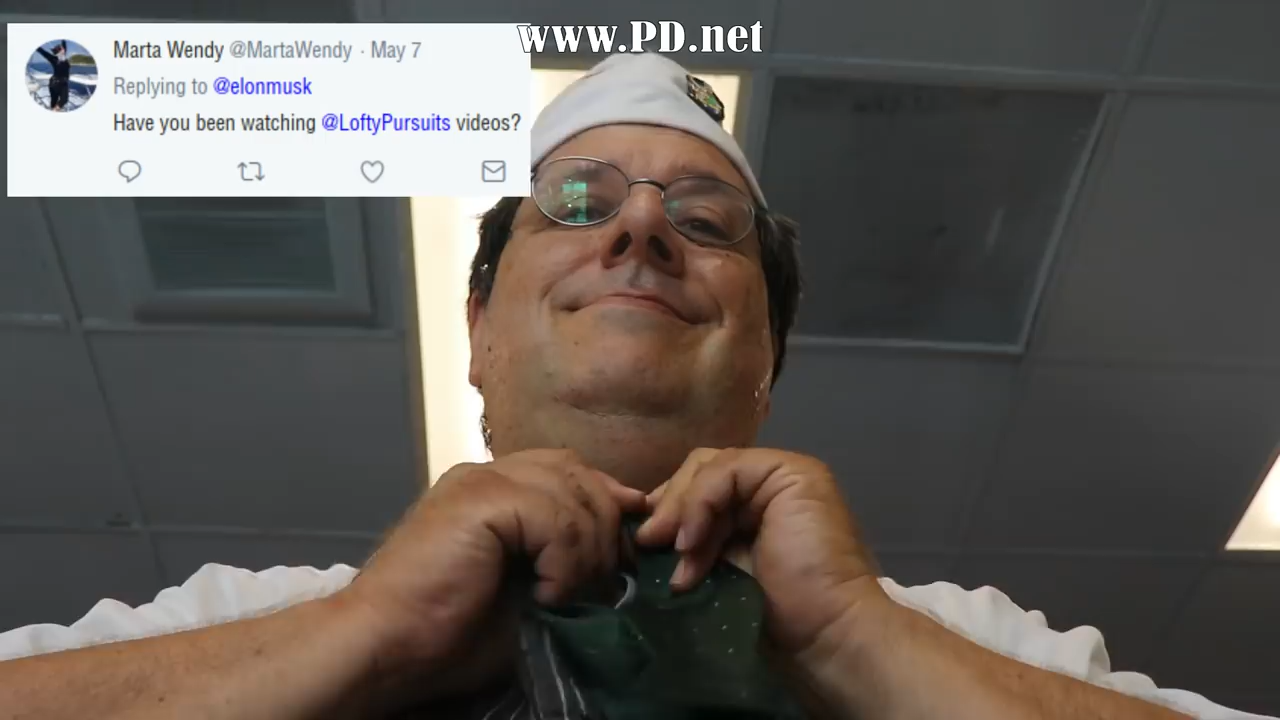 www.PD.net
Marta Wendy @MartaWendy · May 7
Replying to @elonmusk
Have you been watching @LoftyPursuits videos?